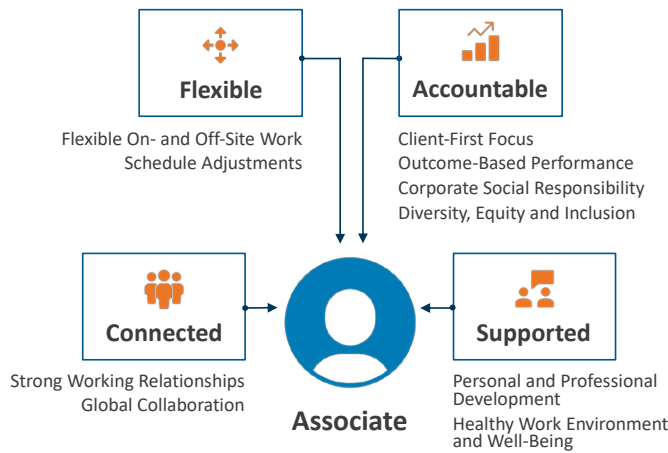 Flexible
Flexible On- and Off-Site Work
Schedule Adjustments
Accountable
Client-First Focus
Outcome-Based Performance
Corporate Social Responsibility
Diversity, Equity and Inclusion
Connected
Strong Working Relationships
Global Collaboration
Associate
Supported
Personal and Professional
Development
Healthy Work Environment
and Well-Being